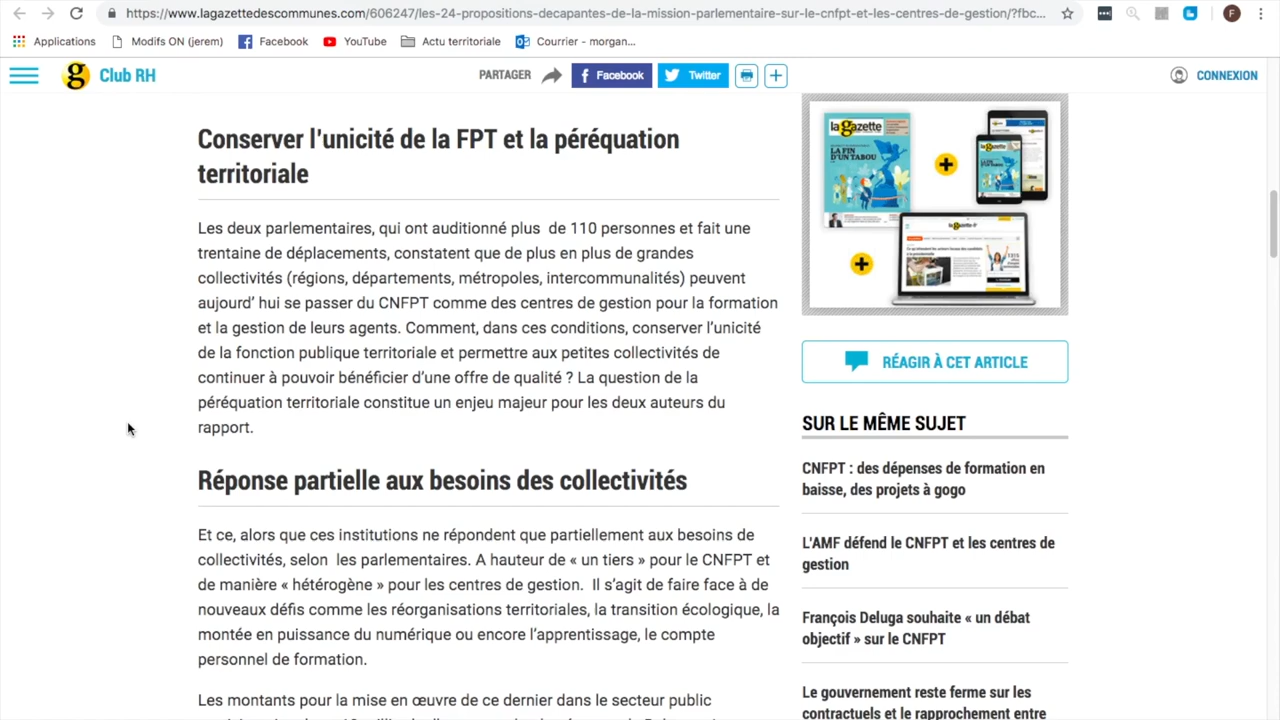 https://www.lagazettedescommunes.com/606247/les-24-propositions-decapantes-de-la-mission-parlementaire-sur-le-cnfpt-et-les-centres-de-gestion/?fbc...
Applications
Modifs ON (jerem)
Facebook
YouTube
Actu territoriale
Courrier - morgan...
F
g Club RH
PARTAGER
Facebook
Twitter
CONNEXION
Conserver l'unicité de la FPT et la péréquation
territoriale
Les deux parlementaires, qui ont auditionné plus de 110 personnes et fait une
trentaine de déplacements, constatent que de plus en plus de grandes
collectivités (régions, départements, métropoles, intercommunalités) peuvent
aujourd' hui se passer du CNFPT comme des centres de gestion pour la formation
et la gestion de leurs agents. Comment, dans ces conditions, conserver l'unicité
de la fonction publique territoriale et permettre aux petites collectivités de
continuer à pouvoir bénéficier d'une offre de qualité ? La question de la
péréquation territoriale constitue un enjeu majeur pour les deux auteurs du
rapport.
Réponse partielle aux besoins des collectivités
Et ce, alors que ces institutions ne répondent que partiellement aux besoins de
collectivités, selon les parlementaires. A hauteur de « un tiers » pour le CNFPT et
de manière « hétérogène » pour les centres de gestion. Il s'agit de faire face à de
nouveaux défis comme les réorganisations territoriales, la transition écologique, la
montée en puissance du numérique ou encore l'apprentissage, le compte
personnel de formation.
Les montants pour la mise en œuvre de ce dernier dans le secteur public
la gazette
LA FIN
D'UN TABOU
RÉAGIR À CET ARTICLE
SUR LE MÊME SUJET
CNFPT : des dépenses de formation en
baisse, des projets à gogo
L'AMF défend le CNFPT et les centres de
gestion
François Deluga souhaite « un débat
objectif » sur le CNFPT
Le gouvernement reste ferme sur les
contractuels et le rapprochement entre